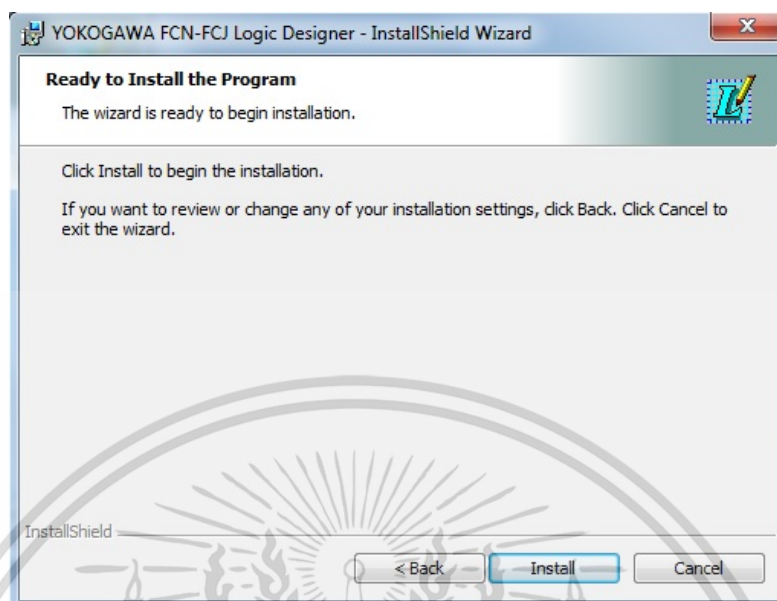 YOKOGAWA FCN-FCJ Logic Designer - InstallShield Wizard
Ready to Install the Program
The wizard is ready to begin installation.
Click Install to begin the installation.
If you want to review or change any of your installation settings, click Back. Click Cancel to
exit the wizard.
InstallShield
< Back
Install
Cancel